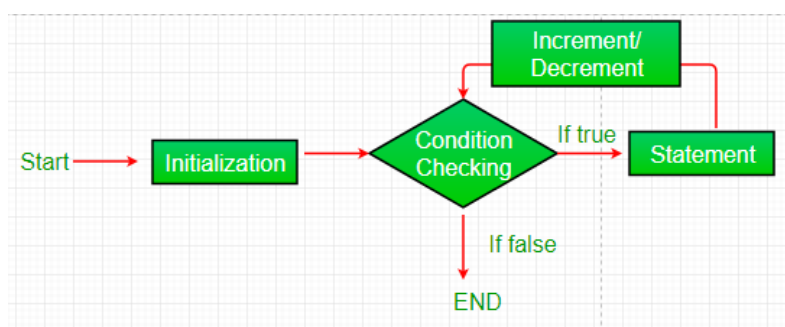 Increment/
Decrement
Start
Initialization
Condition
Checking
If true
Statement
If false
END